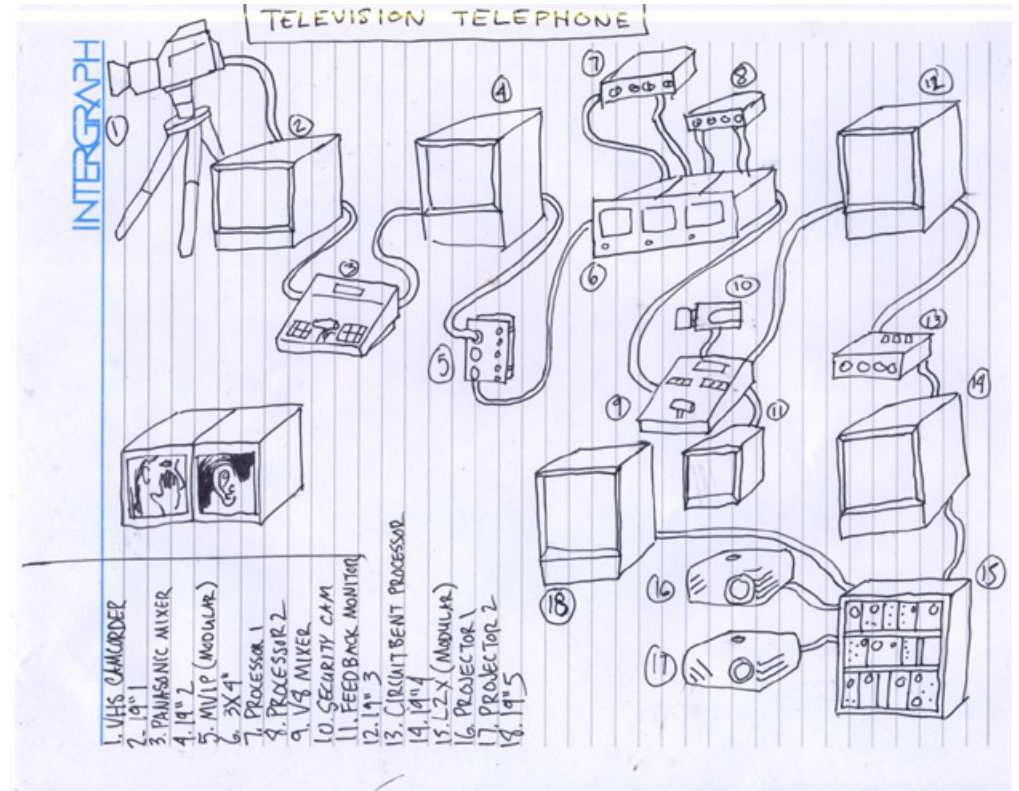 TELEVISION TELEPHONE
INTERGRAPH
1
2
3
4
5
6
7
8
9
10
11
12
13
14
15
16
17
18
1. VHS CAMCORDER
2. 19" 1
3. PANASONIC MIXER
4. 19" 2
5. MVIP (MODULAR)
6. 3X4"
7. PROCESSOR 1
8. PROCESSOR 2
9. V8 MIXER
10. SECURITY CAM
11. FEEDBACK MONITOR
12. 19" 3
13. CIRCUITBENT PROCESSOR
14. 19" 4
15. LZX (MODULAR)
16. PROJECTOR 1
17. PROJECTOR 2
18. 19" 5